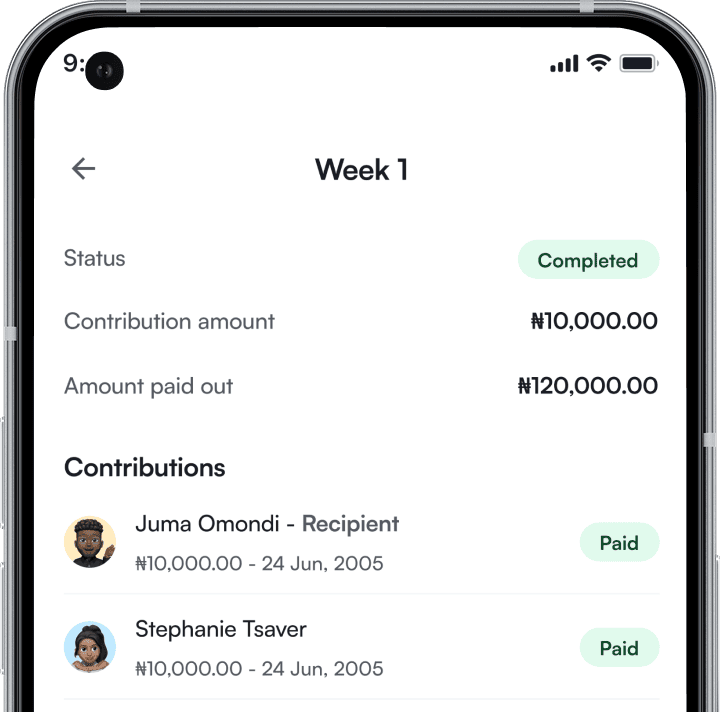 9:
Week 1
Status
Completed
Contribution amount
₦10,000.00
Amount paid out
₦120,000.00
Contributions
Juma Omondi - Recipient
₦10,000.00 - 24 Jun, 2005
Paid
Stephanie Tsaver
₦10,000.00 - 24 Jun, 2005
Paid